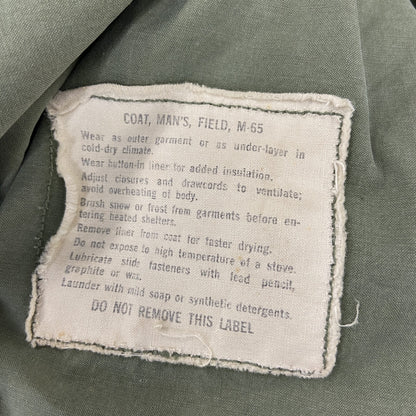 COAT, MAN'S, FIELD, M-65
Wear as outer garment or as under-layer in
cold-dry climate.
Wear button-in liner for added insulation.
Adjust closures and drawcords to ventilate;
avoid overheating of body.
Brush snow or frost from garments before en-
tering heated shelters.
Remove liner from coat for faster drying.
Do not expose to high temperature of a stove.
Lubricate slide fasteners with lead pencil,
graphite or wax.
Launder with mild soap or synthetic detergents.
DO NOT REMOVE THIS LABEL